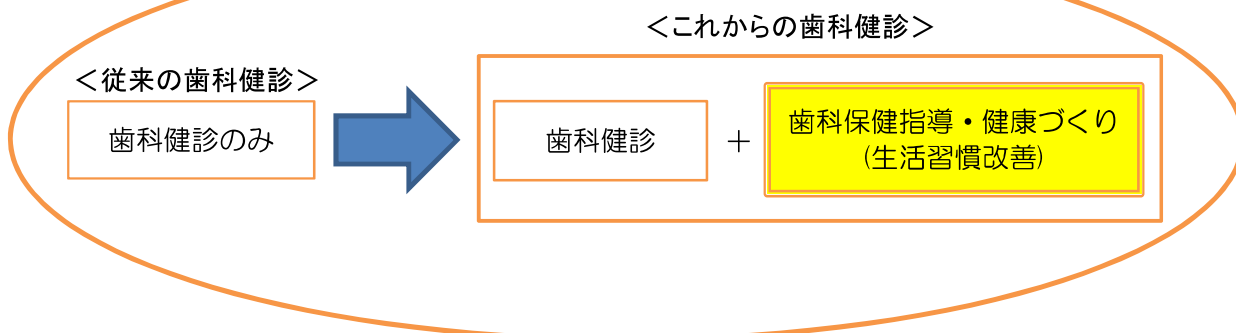 ＜これからの歯科健診＞
＜従来の歯科健診＞
歯科健診のみ
歯科健診
＋
歯科保健指導・健康づくり
(生活習慣改善)